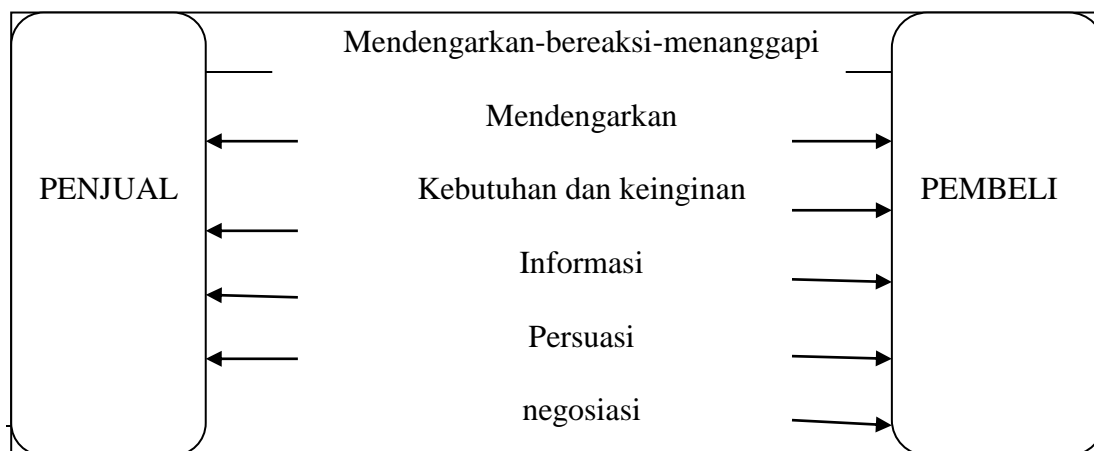 Mendengarkan-bereaksi-menanggapi
Mendengarkan
PENJUAL
Kebutuhan dan keinginan
PEMBELI
Informasi
Persuasi
negosiasi